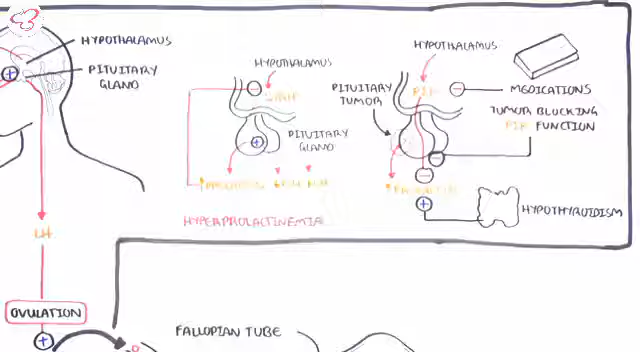 HYPOTHALAMUS
PITUITARY
GLAND
LH
OVULATION
HYPOTHALAMUS
GnRH
PITUITARY
GLAND
HYPERPROLACTINEMIA
HYPOTHALAMUS
PIF
PITUITARY
TUMOR
MEDICATIONS
TUMOR BLOCKING
PIF FUNCTION
HYPOTHYROIDISM
FALLOPIAN TUBE